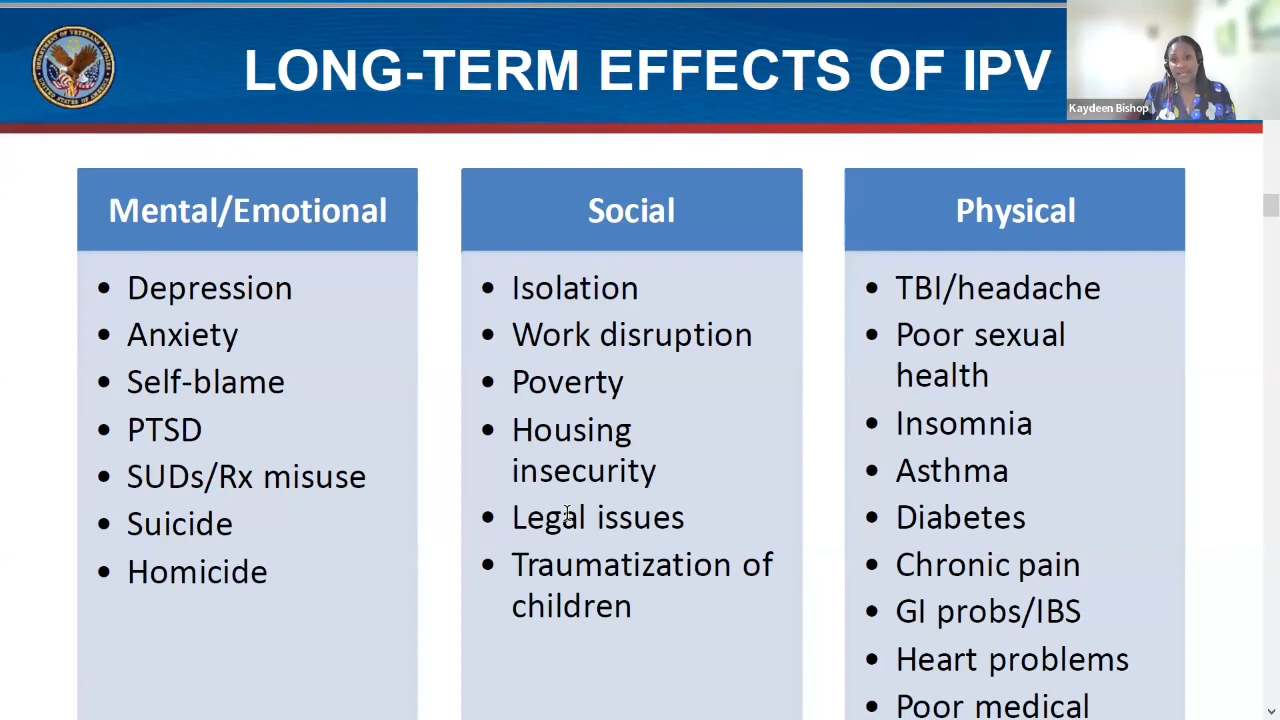 LONG-TERM EFFECTS OF IPV
Kaydeen Bishop
Mental/Emotional
• Depression
• Anxiety
• Self-blame
• PTSD
• SUDs/Rx misuse
• Suicide
• Homicide
Social
• Isolation
• Work disruption
• Poverty
• Housing
insecurity
• Legal issues
• Traumatization of
children
Physical
• TBI/headache
• Poor sexual
health
• Insomnia
• Asthma
• Diabetes
• Chronic pain
• GI probs/IBS
• Heart problems
• Poor medical